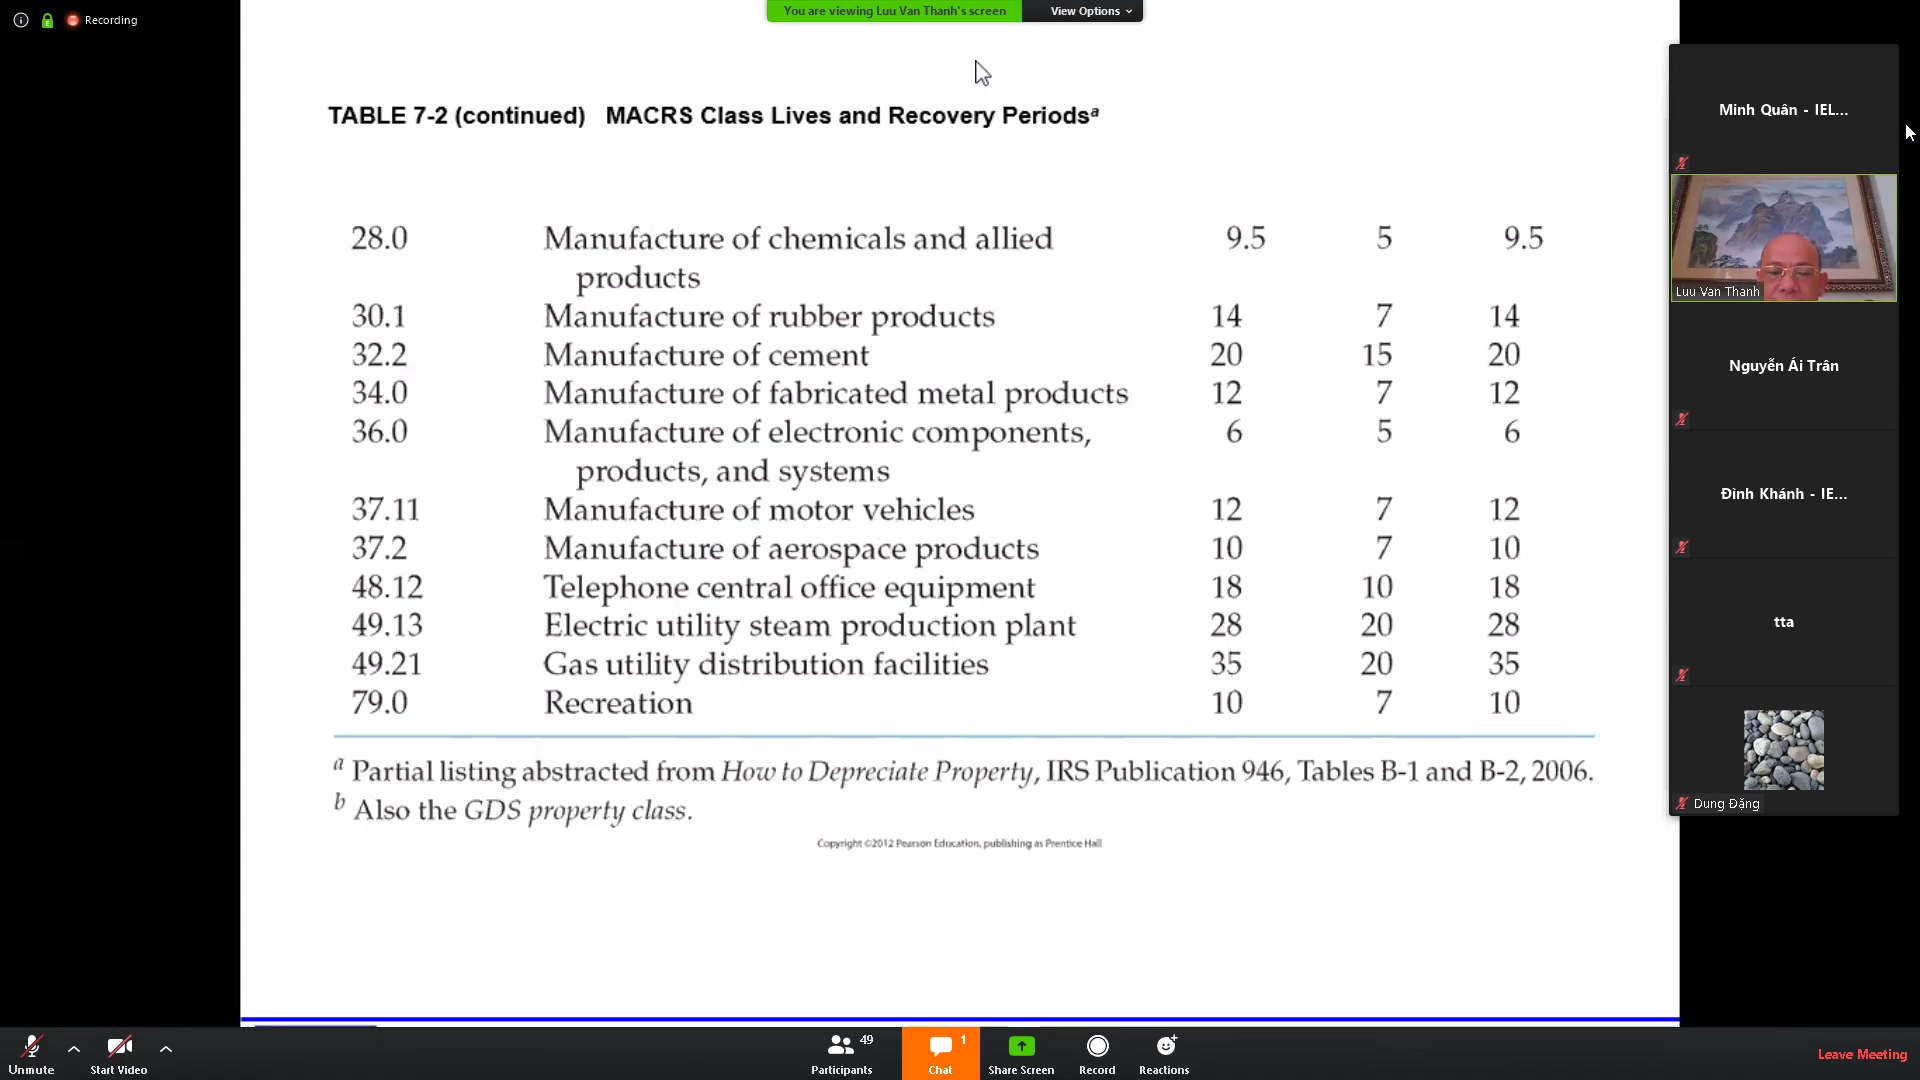 Recording
You are viewing Luu Van Thanh's screen
View Options
TABLE 7-2 (continued) MACRS Class Lives and Recovery Periodsª
28.0 Manufacture of chemicals and allied 9.5 5 9.5
products
30.1 Manufacture of rubber products 14 7 14
32.2 Manufacture of cement 20 15 20
34.0 Manufacture of fabricated metal products 12 7 12
36.0 Manufacture of electronic components, 6 5 6
products, and systems
37.11 Manufacture of motor vehicles 12 7 12
37.2 Manufacture of aerospace products 10 7 10
48.12 Telephone central office equipment 18 10 18
49.13 Electric utility steam production plant 28 20 28
49.21 Gas utility distribution facilities 35 20 35
79.0 Recreation 10 7 10
a Partial listing abstracted from How to Depreciate Property, IRS Publication 946, Tables B-1 and B-2, 2006.
b Also the GDS property class.
Copyright ©2012 Pearson Education, publishing as Prentice Hall
Minh Quân - IEL...
Luu Van Thanh
Nguyễn Ái Trân
Đình Khánh - IE...
tta
Dung Đặng
Unmute
Start Video
Participants 49
Chat 1
Share Screen
Record
Reactions
Leave Meeting